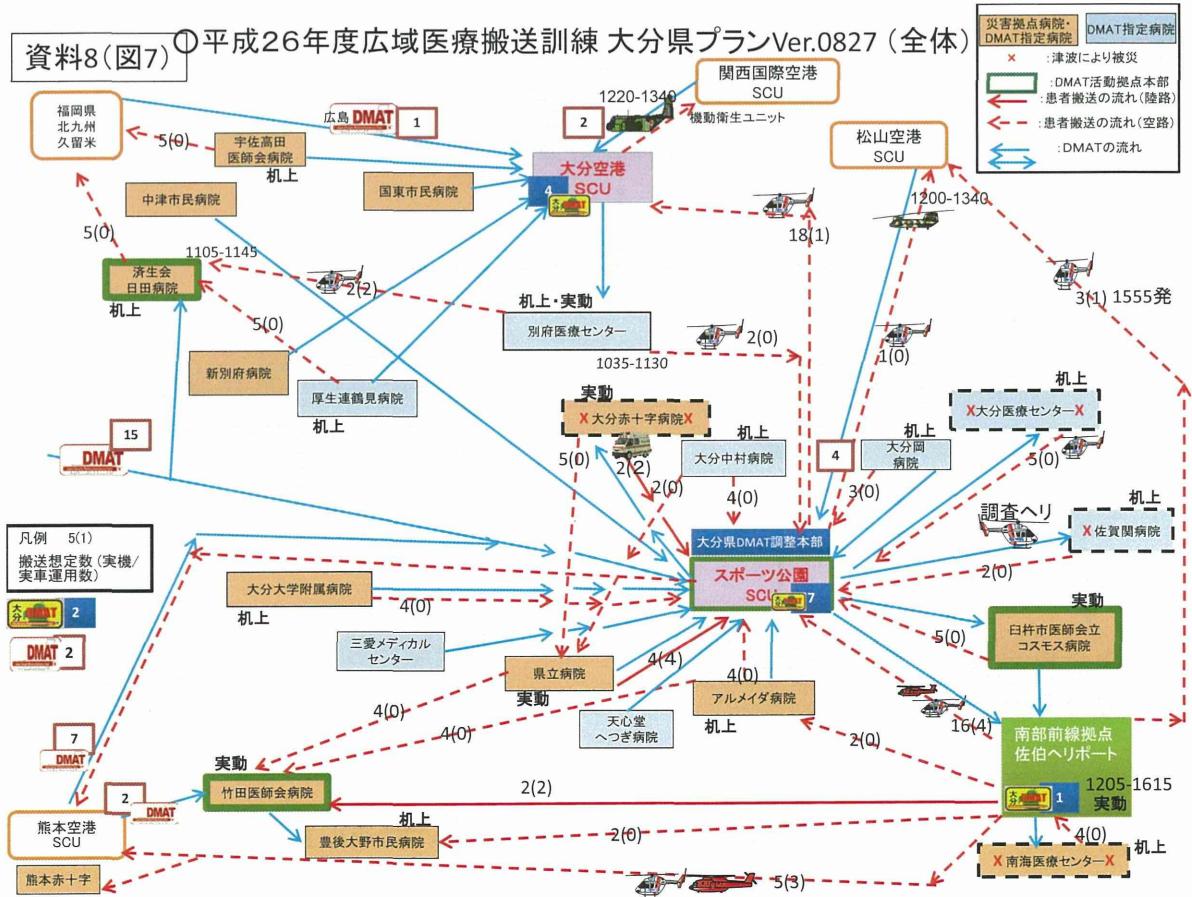 資料8(図7)
〇平成26年度広域医療搬送訓練 大分県プランVer.0827 (全体)
災害拠点病院・
DMAT指定病院
DMAT指定病院
× :津波により被災
:DMAT活動拠点本部
:患者搬送の流れ(陸路)
:患者搬送の流れ(空路)
:DMATの流れ
福岡県
北九州
久留米
広島 DMAT
1
2
1220-1340
関西国際空港
SCU
機動衛生ユニット
松山空港
SCU
5(0)
宇佐高田
医師会病院
机上
国東市民病院
大分空港
SCU
4
大分 DMAT
中津市民病院
18(1)
1200-1340
5(0)
1105-1145
済生会
日田病院
机上
2(2)
3(1) 1555発
机上・実動
別府医療センター
1035-1130
2(0)
1(0)
5(0)
新別府病院
厚生連鶴見病院
机上
実動
X大分赤十字病院X
机上
大分中村病院
机上
大分岡
病院
机上
X大分医療センターX
15
DMAT
4
5(0)
2(2)
2(0)
4(0)
3(0)
5(0)
調査ヘリ
机上
X佐賀関病院
2(0)
凡例 5(1)
搬送想定数(実機/
実車運用数)
大分 DMAT 2
DMAT 2
大分県DMAT調整本部
スポーツ公園
SCU
大分 DMAT 7
大分大学附属病院
机上
4(0)
三愛メディカル
センター
県立病院
実動
4(4)
4(0)
アルメイダ病院
机上
天心堂
へつぎ病院
実動
臼杵市医師会立
コスモス病院
5(0)
16(4)
南部前線拠点
佐伯ヘリポート
1205-1615
実動
大分 DMAT 1
4(0)
4(0)
2(0)
7
DMAT
実動
竹田医師会病院
2
DMAT
2(2)
熊本空港
SCU
机上
豊後大野市民病院
2(0)
4(0)
机上
X南海医療センターX
熊本赤十字
5(3)